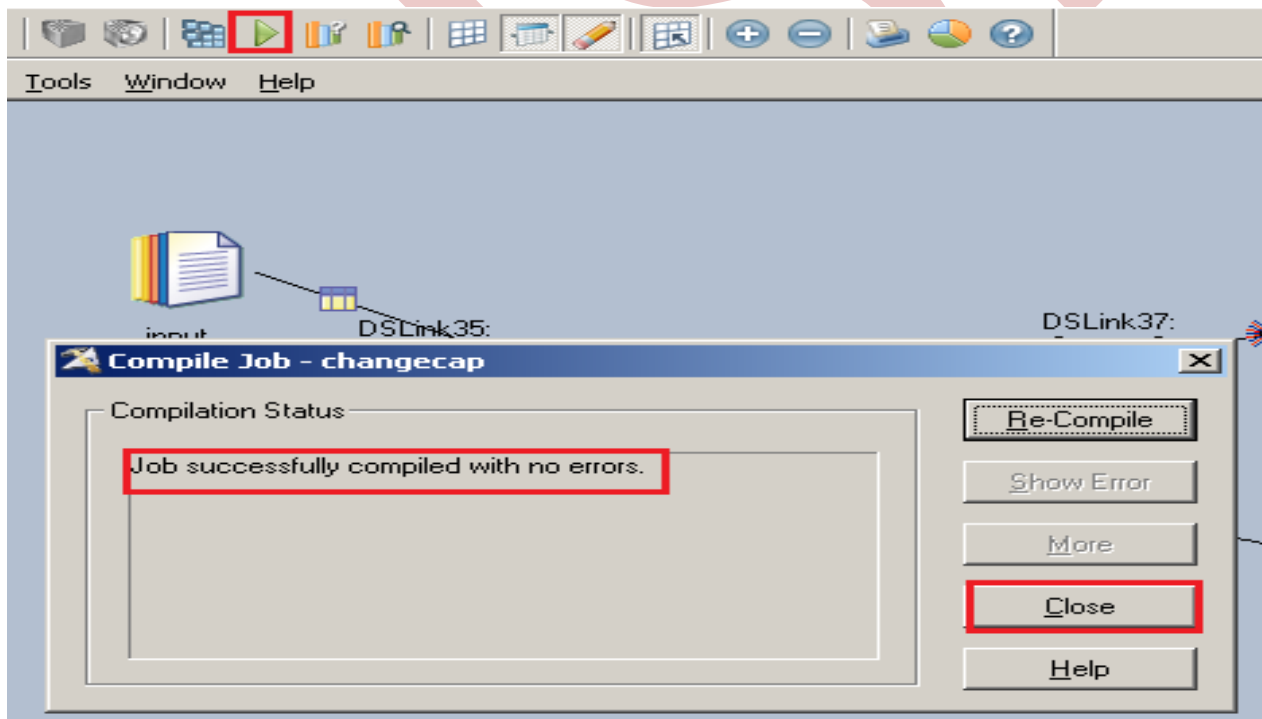 Tools Window Help
input
DSLink35:
DSLink37:
Compile Job - changecap
Compilation Status
Job successfully compiled with no errors.
Re-Compile
Show Error
More
Close
Help